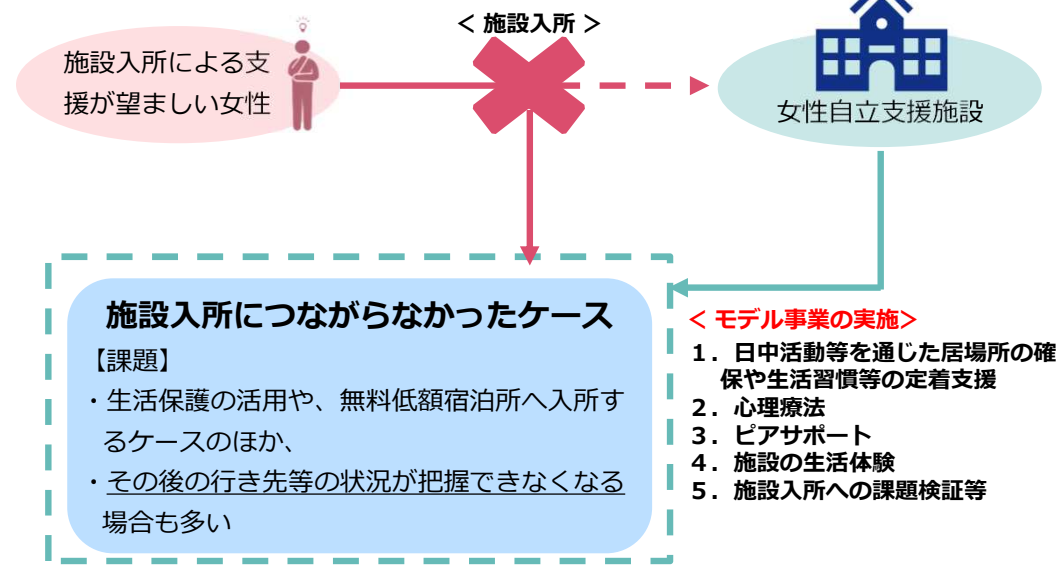 ＜ 施設入所 ＞
施設入所による支
援が望ましい女性
女性自立支援施設
施設入所につながらなかったケース
【課題】
・生活保護の活用や、無料低額宿泊所へ入所す
るケースのほか、
・その後の行き先等の状況が把握できなくなる
場合も多い
＜ モデル事業の実施＞
１．日中活動等を通じた居場所の確
保や生活習慣等の定着支援
２．心理療法
３．ピアサポート
４．施設の生活体験
５．施設入所への課題検証等